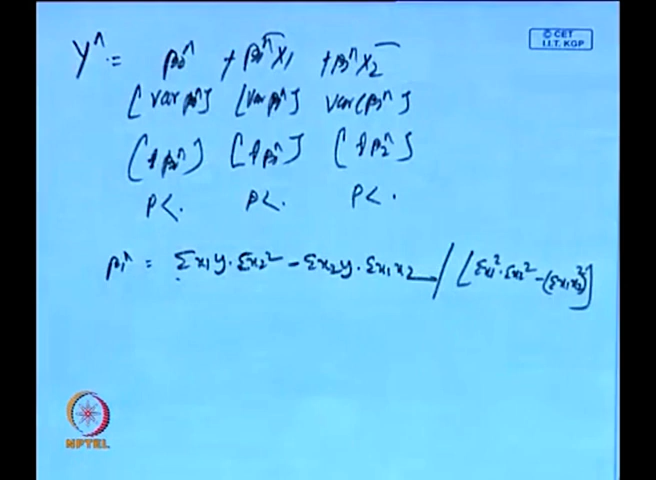 © CET
I.I.T. KGP
Y^ = β0^ + β1^ X1 + β2^ X2
[var β0^] [var β1^] var(β2^]
(t β0^] [t β1^] [t β2^]
P<. P<. P<.
β1^ = Σx1y · Σx2² - Σx2y · Σx1x2 / [Σx1² · Σx2² - (Σx1x2)²]
NPTEL